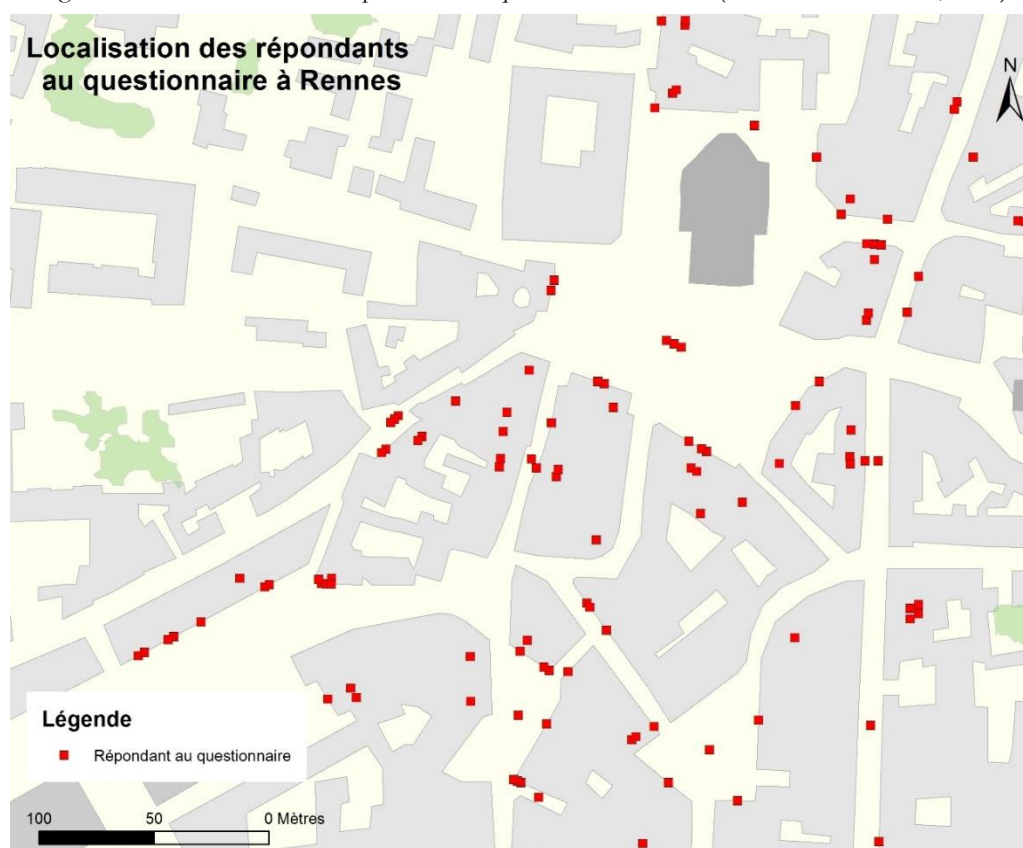 Localisation des répondants
au questionnaire à Rennes
N
Légende
Répondant au questionnaire
100 50 0 Mètres